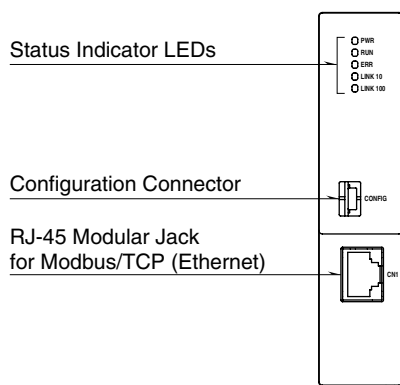 Status Indicator LEDs
PWR
RUN
ERR
LINK 10
LINK 100
Configuration Connector
CONFIG
RJ-45 Modular Jack
for Modbus/TCP (Ethernet)
CN1